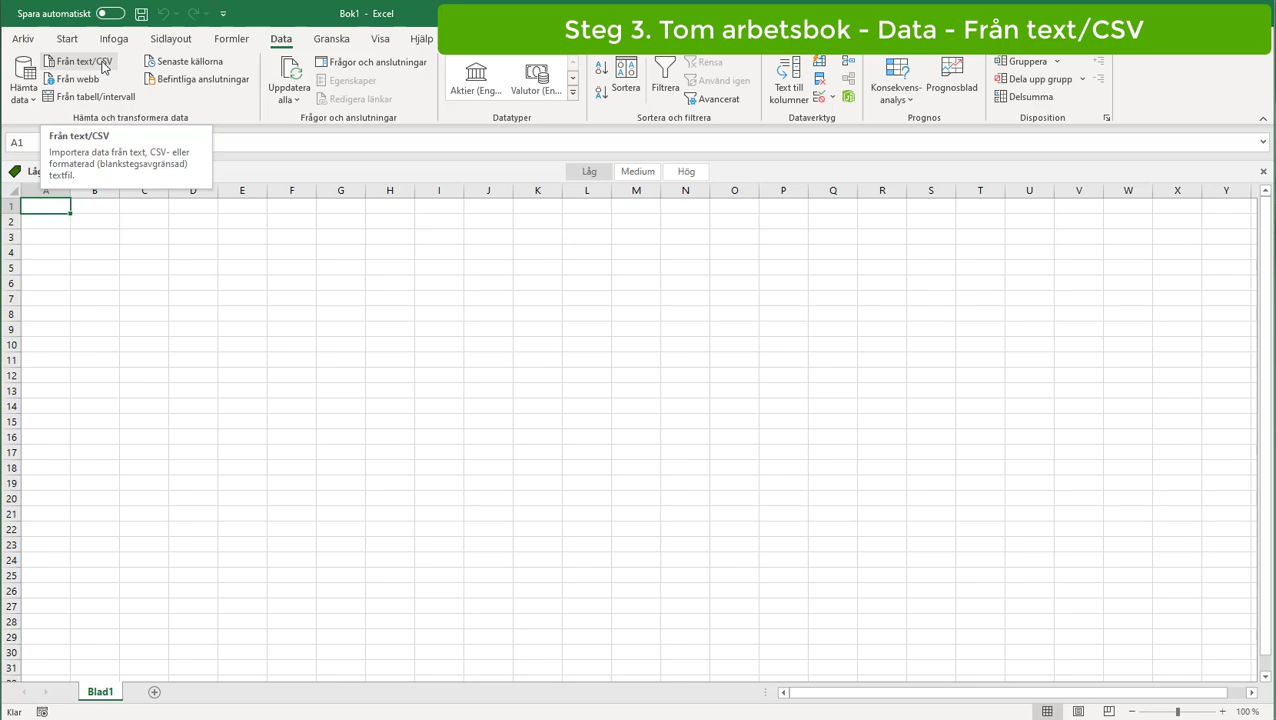 Spara automatiskt
Bok1 - Excel
Steg 3. Tom arbetsbok - Data - Från text/CSV
Arkiv Start Infoga Sidlayout Formler Data Granska Visa Hjälp
Från text/CSV
Från webb
Från tabell/intervall
Hämta
data
Senaste källorna
Befintliga anslutningar
Hämta och transformera data
Uppdatera
alla
Frågor och anslutningar
Egenskaper
Redigera länkar
Frågor och anslutningar
Aktier (Eng...
Valutor (En...
Datatyper
Sortera
Filtrera
Rensa
Använd igen
Avancerat
Sortera och filtrera
Text till
kolumner
Dataverktyg
Konsekvens-
analys
Prognosblad
Prognos
Gruppera
Dela upp grupp
Delsumma
Disposition
A1
Från text/CSV
Importera data från text, CSV- eller
formaterad (blankstegsavgränsad)
textfil.
Låg Medium Hög
A B C D E F G H I J K L M N O P Q R S T U V W X Y
1
2
3
4
5
6
7
8
9
10
11
12
13
14
15
16
17
18
19
20
21
22
23
24
25
26
27
28
29
30
31
Blad1
Klar
100 %